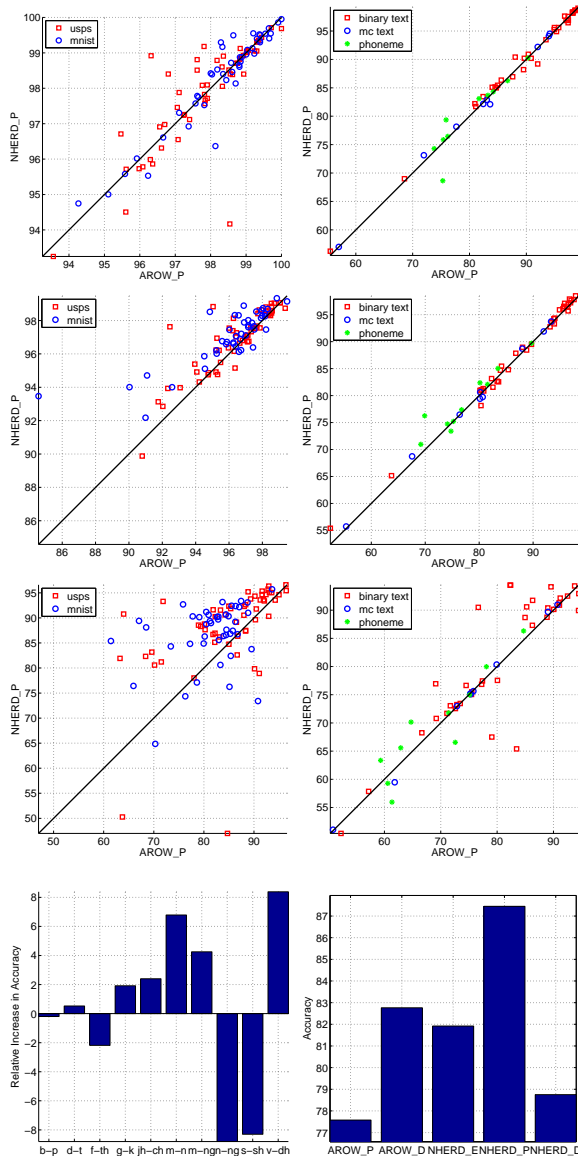 usps
mnist
NHERD_P
100
99
98
97
96
95
94
94 95 96 97 98 99 100
AROW_P
binary text
mc text
phoneme
NHERD_P
90
80
70
60
60 70 80 90
AROW_P
usps
mnist
NHERD_P
98
96
94
92
90
88
86
86 88 90 92 94 96 98
AROW_P
binary text
mc text
phoneme
NHERD_P
95
90
85
80
75
70
65
60
55
60 70 80 90
AROW_P
usps
mnist
NHERD_P
95
90
85
80
75
70
65
60
55
50
50 60 70 80 90
AROW_P
binary text
mc text
phoneme
NHERD_P
90
85
80
75
70
65
60
55
60 70 80 90
AROW_P
Relative Increase in Accuracy
8
6
4
2
0
−2
−4
−6
−8
b−p d−t f−th g−k jh−ch m−n m−ng n−ng s−sh v−dh
Accuracy
87
86
85
84
83
82
81
80
79
78
77
AROW_P AROW_D NHERD_E NHERD_P NHERD_D